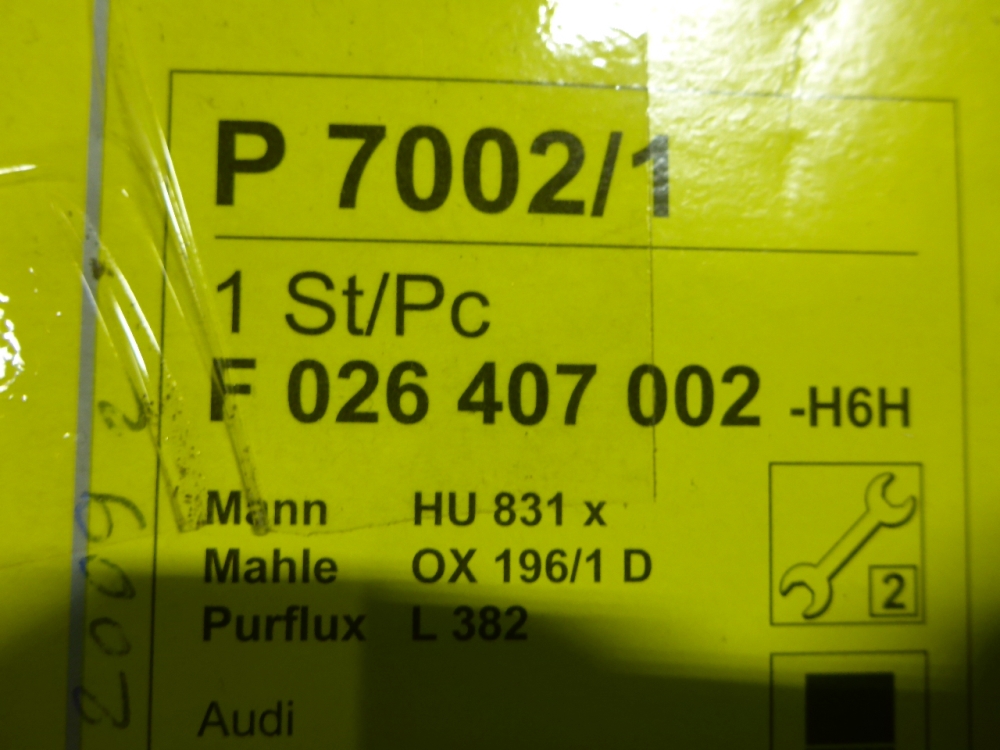 P 7002/1
1 St/Pc
F 026 407 002 -H6H
Mann HU 831 x
Mahle OX 196/1 D
Purflux L 382
2
Audi